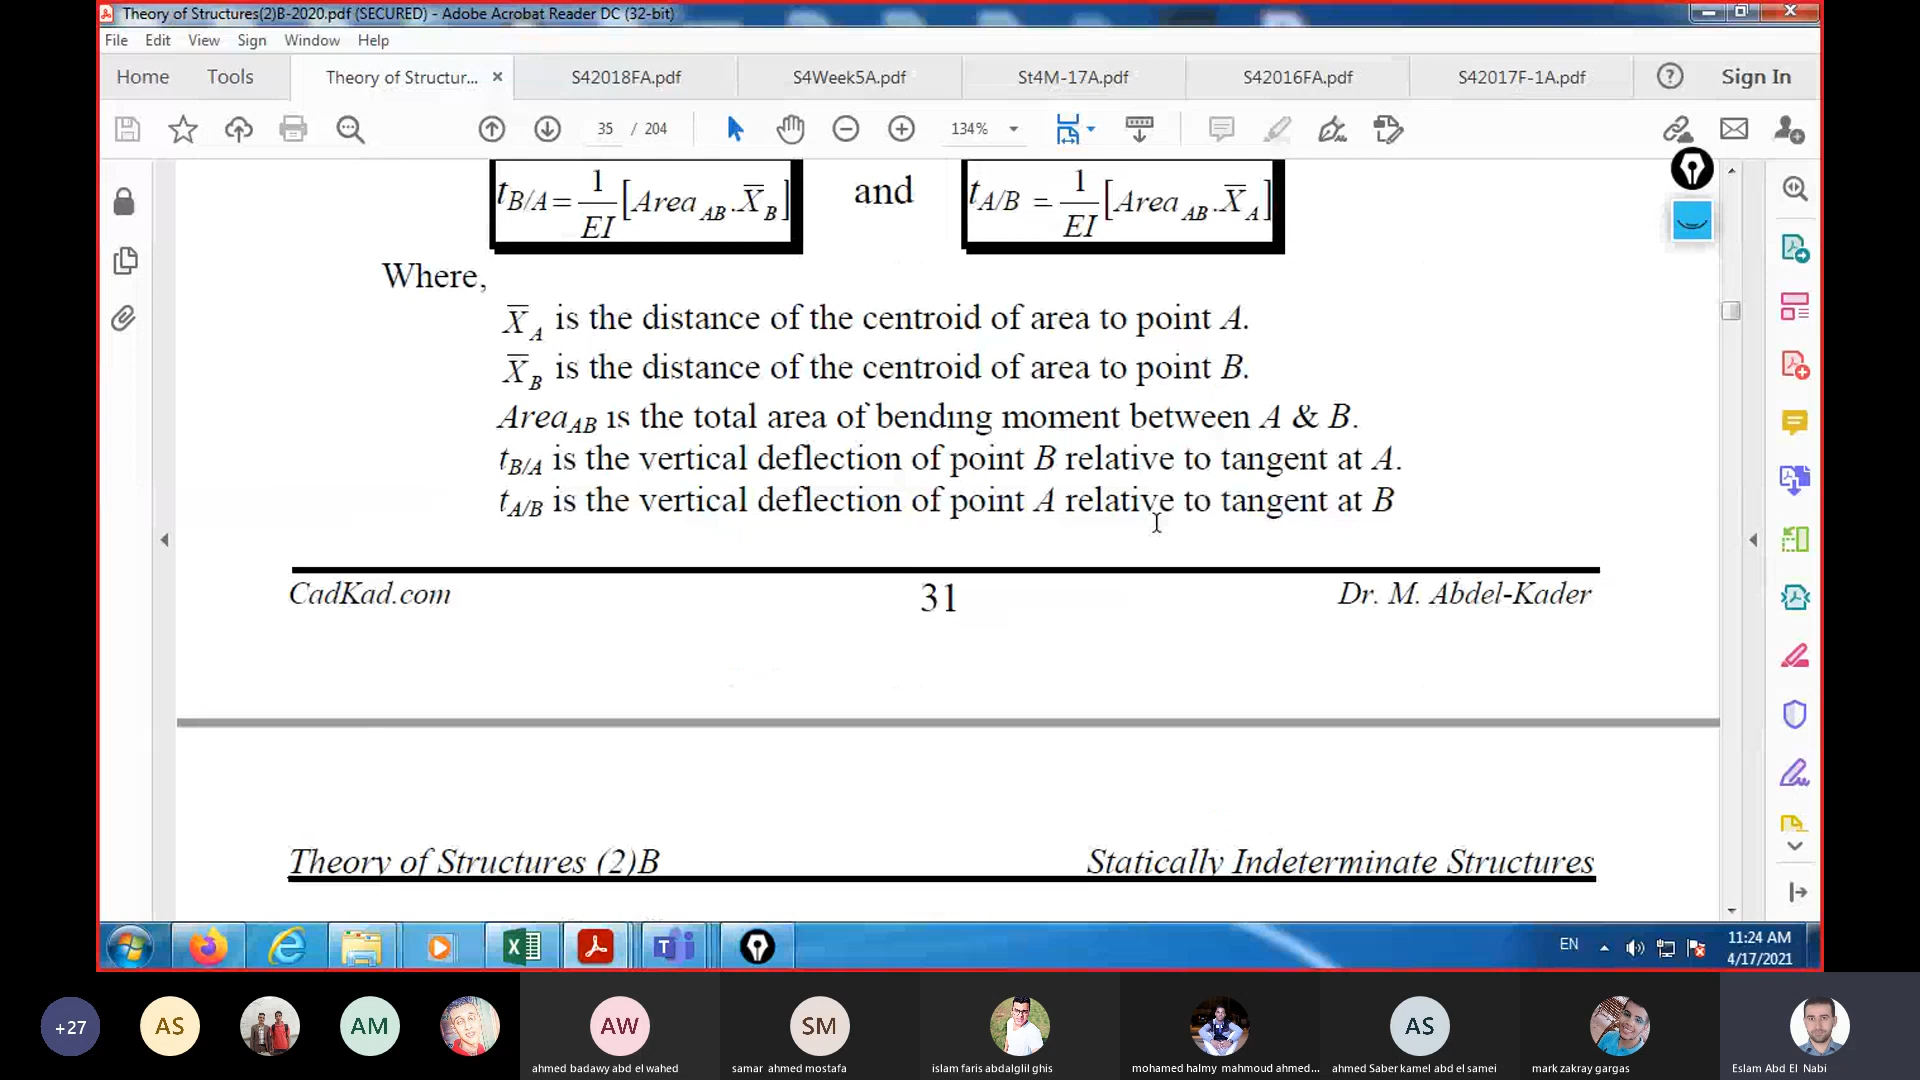 Theory of Structures(2)B-2020.pdf (SECURED) - Adobe Acrobat Reader DC (32-bit)
File Edit View Sign Window Help
Home Tools Theory of Structur... × S42018FA.pdf S4Week5A.pdf St4M-17A.pdf S42016FA.pdf S42017F-1A.pdf ? Sign In
35 / 204 134%
t_{B/A} = \frac{1}{EI} [Area_{AB} . \overline{X}_B] and t_{A/B} = \frac{1}{EI} [Area_{AB} . \overline{X}_A]
Where,
\overline{X}_A is the distance of the centroid of area to point A.
\overline{X}_B is the distance of the centroid of area to point B.
Area_{AB} is the total area of bending moment between A & B.
t_{B/A} is the vertical deflection of point B relative to tangent at A.
t_{A/B} is the vertical deflection of point A relative to tangent at B
CadKad.com 31 Dr. M. Abdel-Kader
Theory of Structures (2)B Statically Indeterminate Structures
EN 11:24 AM
4/17/2021
+27 AS AM AW SM AS
ahmed badawy abd el wahed samar ahmed mostafa islam faris abdalglil ghis mohamed halmy mahmoud ahmed... ahmed Saber kamel abd el samei mark zakray gargas Eslam Abd El Nabi